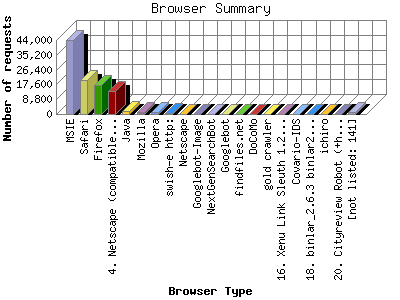 Browser Summary
Number of requests
44,000
35,200
26,400
17,600
8,800
0
MSIE
Safari
Firefox
4. Netscape (compatible...
Java
Mozilla
Opera
swish-e http:
Netscape
Googlebot-Image
NextGenSearchBot
Googlebot
findfiles.net
DoCoMo
gold crawler
16. Xenu Link Sleuth 1.2...
Covario-IDS
18. binlar_2.6.3 binlar2...
ichiro
20. Cityreview Robot (+h...
[not listed: 141]
Browser Type